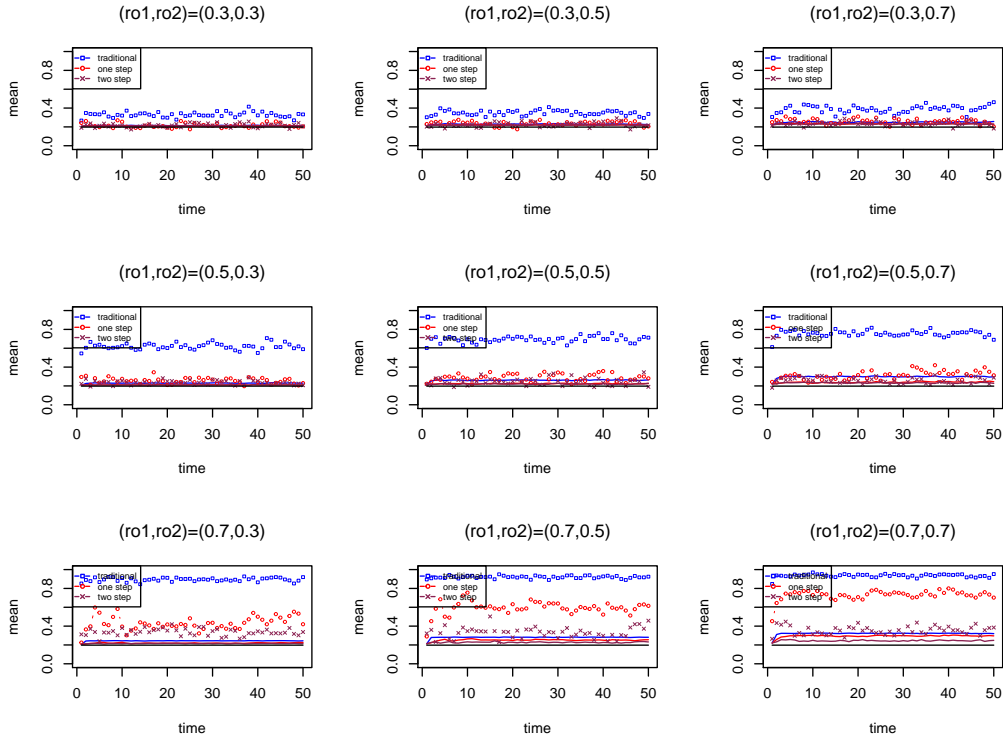 (ro1,ro2)=(0.3,0.3)
mean
0.0 0.4 0.8
traditional
one step
two step
0 10 20 30 40 50
time
(ro1,ro2)=(0.3,0.5)
mean
0.0 0.4 0.8
traditional
one step
two step
0 10 20 30 40 50
time
(ro1,ro2)=(0.3,0.7)
mean
0.0 0.4 0.8
traditional
one step
two step
0 10 20 30 40 50
time
(ro1,ro2)=(0.5,0.3)
mean
0.0 0.4 0.8
traditional
one step
two step
0 10 20 30 40 50
time
(ro1,ro2)=(0.5,0.5)
mean
0.0 0.4 0.8
traditional
one step
two step
0 10 20 30 40 50
time
(ro1,ro2)=(0.5,0.7)
mean
0.0 0.4 0.8
traditional
one step
two step
0 10 20 30 40 50
time
(ro1,ro2)=(0.7,0.3)
mean
0.0 0.4 0.8
traditional
one step
two step
0 10 20 30 40 50
time
(ro1,ro2)=(0.7,0.5)
mean
0.0 0.4 0.8
traditional
one step
two step
0 10 20 30 40 50
time
(ro1,ro2)=(0.7,0.7)
mean
0.0 0.4 0.8
traditional
one step
two step
0 10 20 30 40 50
time